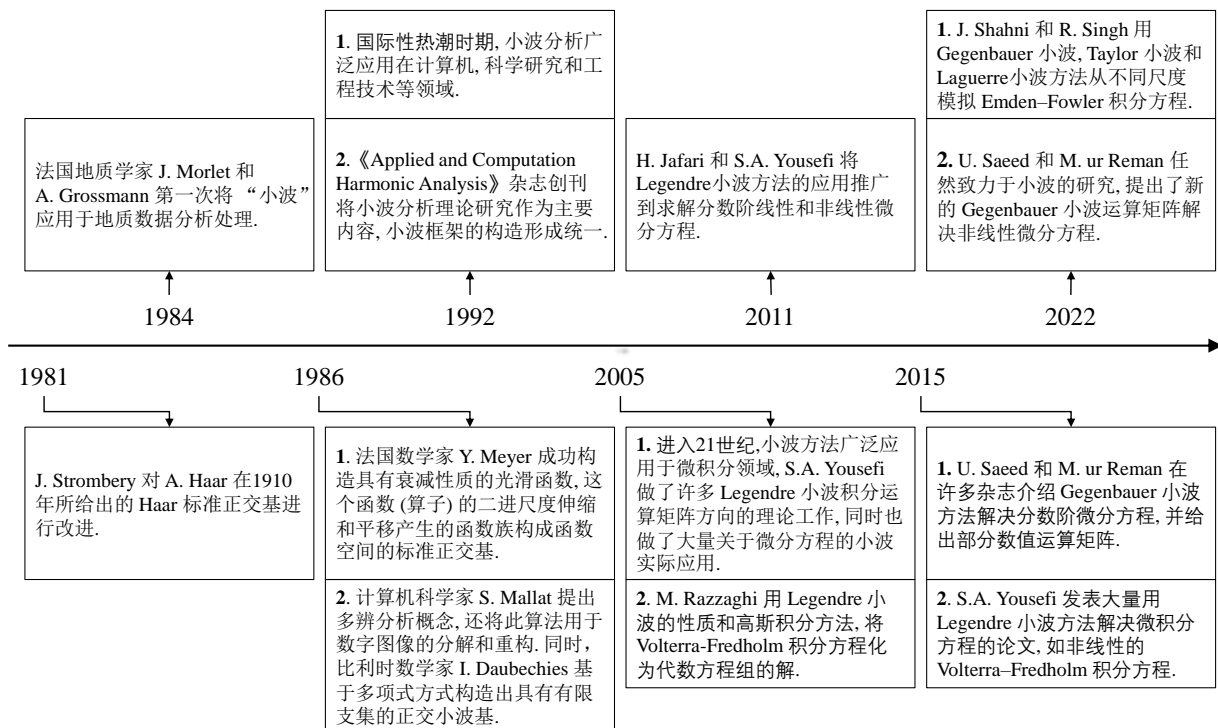 1. 国际性热潮时期, 小波分析广
泛应用在计算机, 科学研究和工
程技术等领域.
1. J. Shahni 和 R. Singh 用
Gegenbauer 小波, Taylor 小波和
Laguerre小波方法从不同尺度
模拟 Emden–Fowler 积分方程.
法国地质学家 J. Morlet 和
A. Grossmann 第一次将 “小波”
应用于地质数据分析处理.
2. 《Applied and Computation
Harmonic Analysis》杂志创刊
将小波分析理论研究作为主要
内容, 小波框架的构造形成统一.
H. Jafari 和 S.A. Yousefi 将
Legendre小波方法的应用推广
到求解分数阶线性和非线性微
分方程.
2. U. Saeed 和 M. ur Reman 任
然致力于小波的研究, 提出了新
的 Gegenbauer 小波运算矩阵解
决非线性微分方程.
1984
1992
2011
2022
1981
1986
2005
2015
J. Strombery 对 A. Haar 在1910
年所给出的 Haar 标准正交基进
行改进.
1. 法国数学家 Y. Meyer 成功构
造具有衰减性质的光滑函数, 这
个函数 (算子) 的二进尺度伸缩
和平移产生的函数族构成函数
空间的标准正交基.
1. 进入21世纪,小波方法广泛应
用于微积分领域, S.A. Yousef
做了许多 Legendre 小波积分运
算矩阵方向的理论工作, 同时也
做了大量关于微分方程的小波
实际应用.
1. U. Saeed 和 M. ur Reman 在
许多杂志介绍 Gegenbauer 小波
方法解决分数阶微分方程, 并给
出部分数值运算矩阵.
2. 计算机科学家 S. Mallat 提出
多辨分析概念, 还将此算法用于
数字图像的分解和重构. 同时，
比利时数学家 I. Daubechies 基
于多项式方式构造出具有有限
支集的正交小波基.
2. M. Razzaghi 用 Legendre 小
波的性质和高斯积分方法, 将
Volterra-Fredholm 积分方程化
为代数方程组的解.
2. S.A. Yousefi 发表大量用
Legendre 小波方法解决微积分
方程的论文, 如非线性的
Volterra–Fredholm 积分方程.